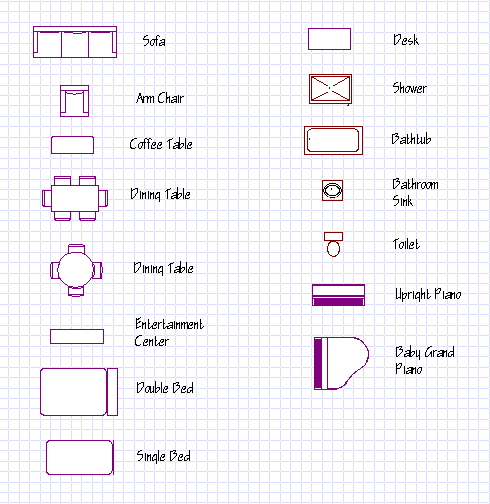 Sofa
Arm Chair
Coffee Table
Dining Table
Dining Table
Entertainment
Center
Double Bed
Single Bed
Desk
Shower
Bathtub
Bathroom
Sink
Toilet
Upright Piano
Baby Grand
Piano